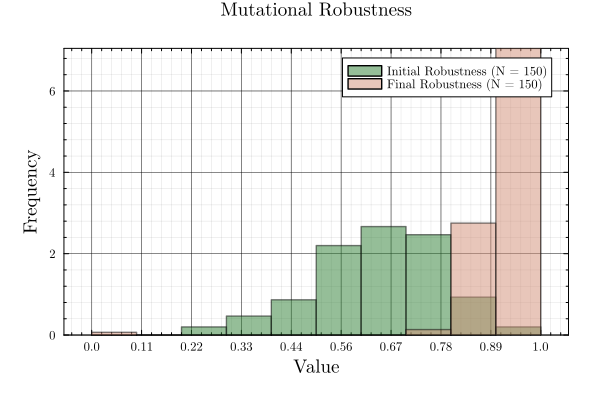 Mutational Robustness
Initial Robustness (N = 150)
Final Robustness (N = 150)
Frequency
6
4
2
0
0.0 0.11 0.22 0.33 0.44 0.56 0.67 0.78 0.89 1.0
Value